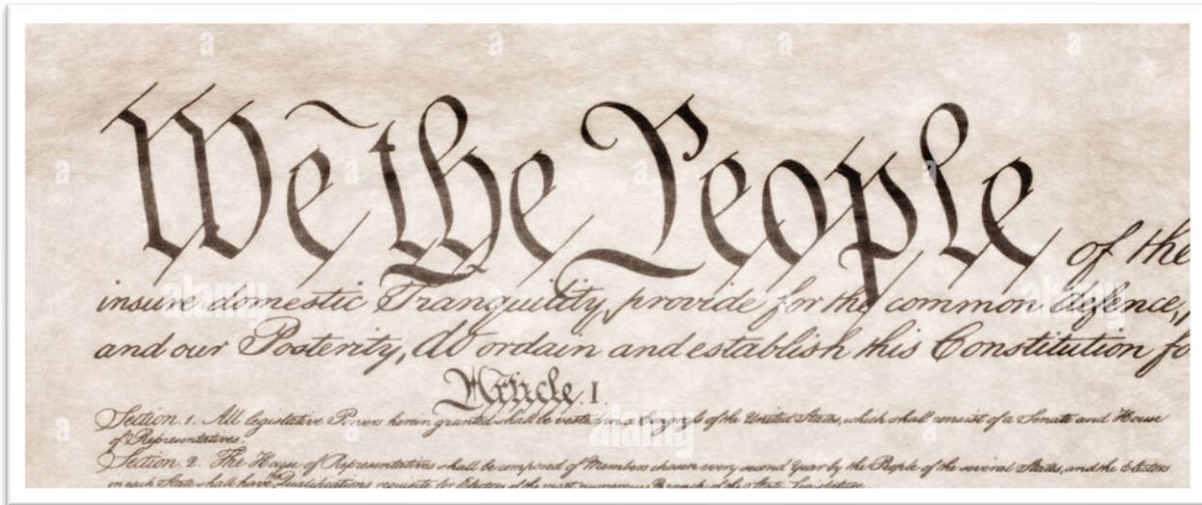 We the People of the
insure domestic Tranquility, provide for the common defence,
and our Posterity, do ordain and establish this Constitution fo
Article. I.
Section. 1. All legislative Powers herein granted shall be vested in a Congress of the United States, which shall consist of a Senate and House
of Representatives.
Section. 2. The House of Representatives shall be composed of Members chosen every second Year by the People of the several States, and the Electors
in each State shall have Qualifications requisite for Electors of the most numerous Branch of the State Legislature.
alamy
alamy
alamy